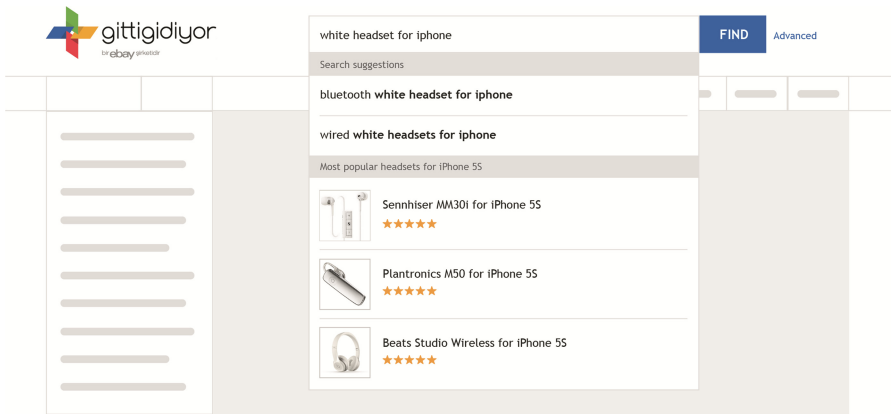 gittigidiyor
bir ebay şirketidir
white headset for iphone
FIND
Advanced
Search suggestions
bluetooth white headset for iphone
wired white headsets for iphone
Most popular headsets for iPhone 5S
Sennhiser MM30i for iPhone 5S
Plantronics M50 for iPhone 5S
Beats Studio Wireless for iPhone 5S